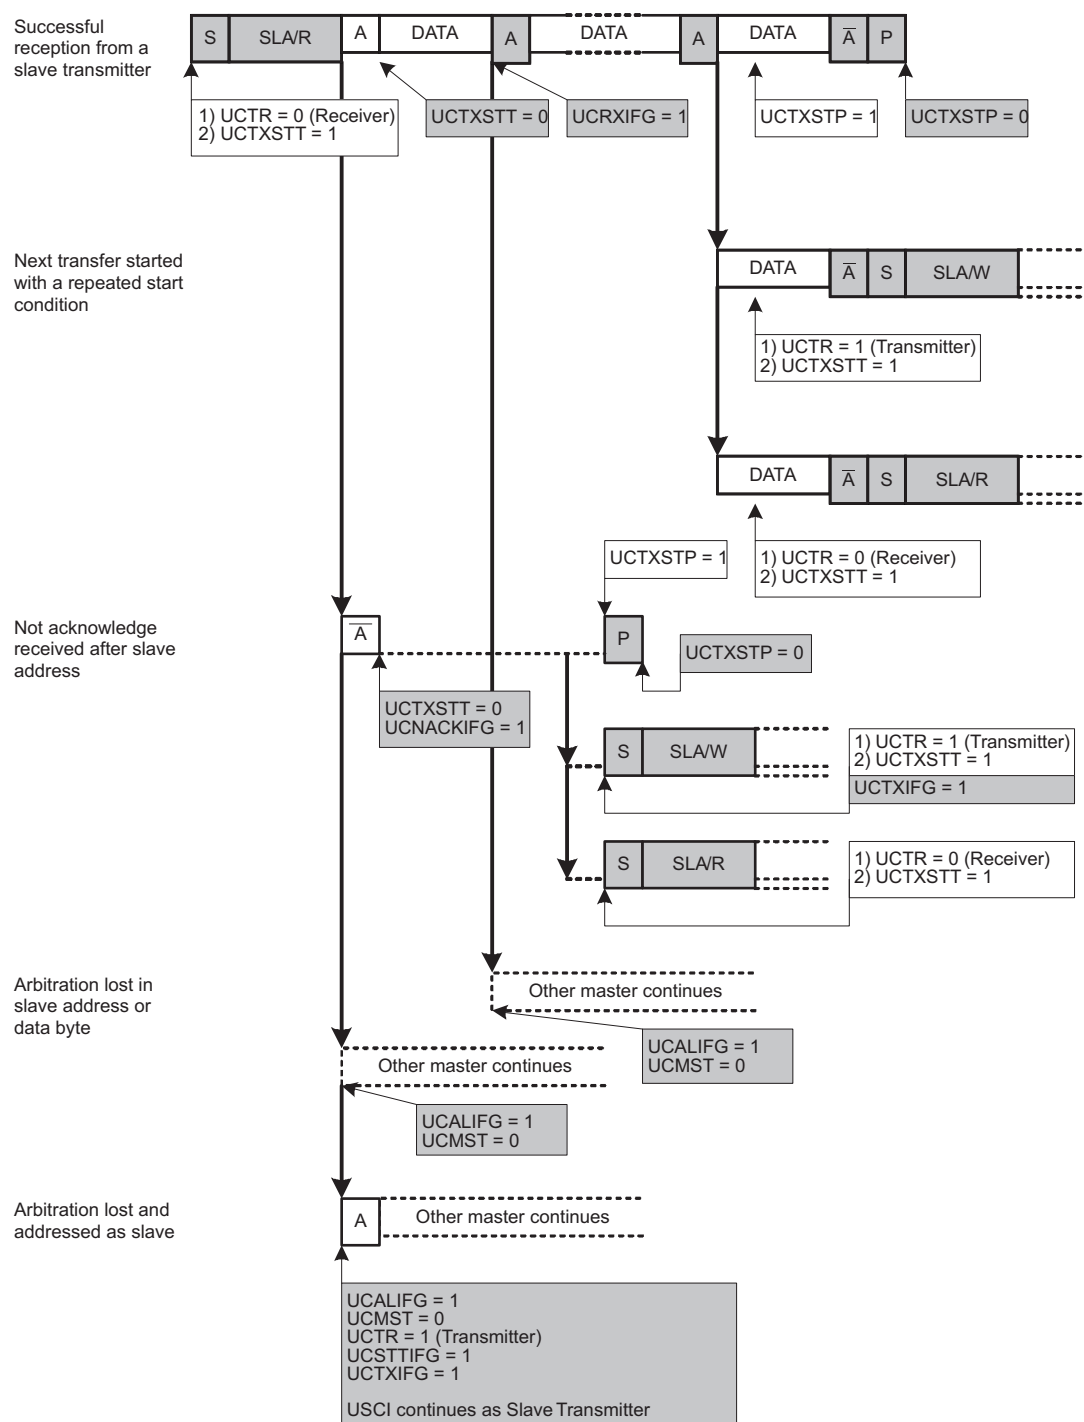 Successful
reception from a
slave transmitter
S SLA/R A DATA A DATA A DATA A̅ P
1) UCTR = 0 (Receiver)
2) UCTXSTT = 1
UCTXSTT = 0
UCRXIFG = 1
UCTXSTP = 1
UCTXSTP = 0
Next transfer started
with a repeated start
condition
DATA A̅ S SLA/W
1) UCTR = 1 (Transmitter)
2) UCTXSTT = 1
DATA A̅ S SLA/R
1) UCTR = 0 (Receiver)
2) UCTXSTT = 1
UCTXSTP = 1
Not acknowledge
received after slave
address
A̅
P
UCTXSTP = 0
UCTXSTT = 0
UCNACKIFG = 1
S SLA/W
1) UCTR = 1 (Transmitter)
2) UCTXSTT = 1
UCTXIFG = 1
S SLA/R
1) UCTR = 0 (Receiver)
2) UCTXSTT = 1
Arbitration lost in
slave address or
data byte
Other master continues
UCALIFG = 1
UCMST = 0
Other master continues
UCALIFG = 1
UCMST = 0
Arbitration lost and
addressed as slave
A Other master continues
UCALIFG = 1
UCMST = 0
UCTR = 1 (Transmitter)
UCSTTIFG = 1
UCTXIFG = 1
USCI continues as Slave Transmitter